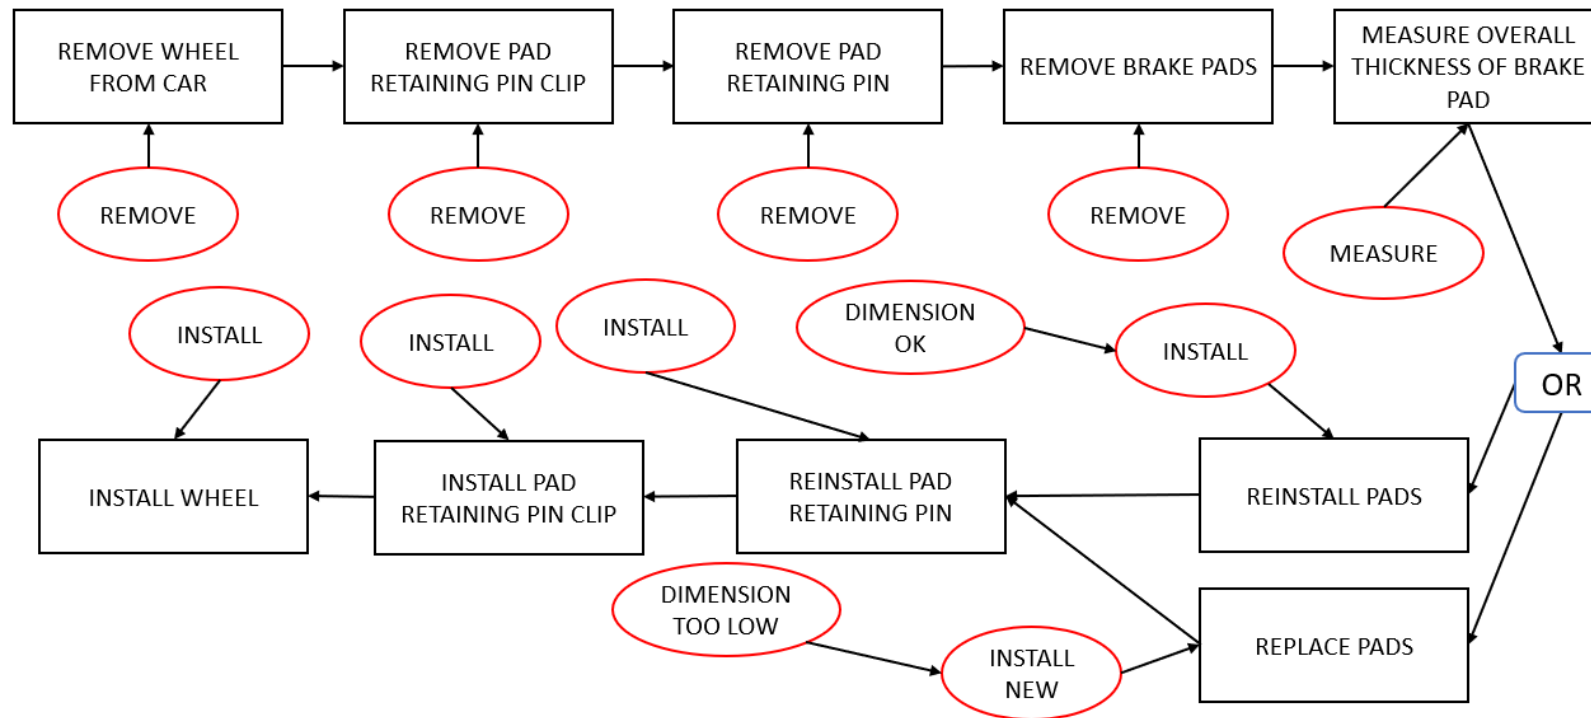 REMOVE WHEEL
FROM CAR
REMOVE PAD
RETAINING PIN CLIP
REMOVE PAD
RETAINING PIN
REMOVE BRAKE PADS
MEASURE OVERALL
THICKNESS OF BRAKE
PAD
REMOVE
REMOVE
REMOVE
REMOVE
MEASURE
INSTALL
INSTALL
INSTALL
DIMENSION
OK
INSTALL
OR
INSTALL WHEEL
INSTALL PAD
RETAINING PIN CLIP
REINSTALL PAD
RETAINING PIN
REINSTALL PADS
DIMENSION
TOO LOW
INSTALL
NEW
REPLACE PADS